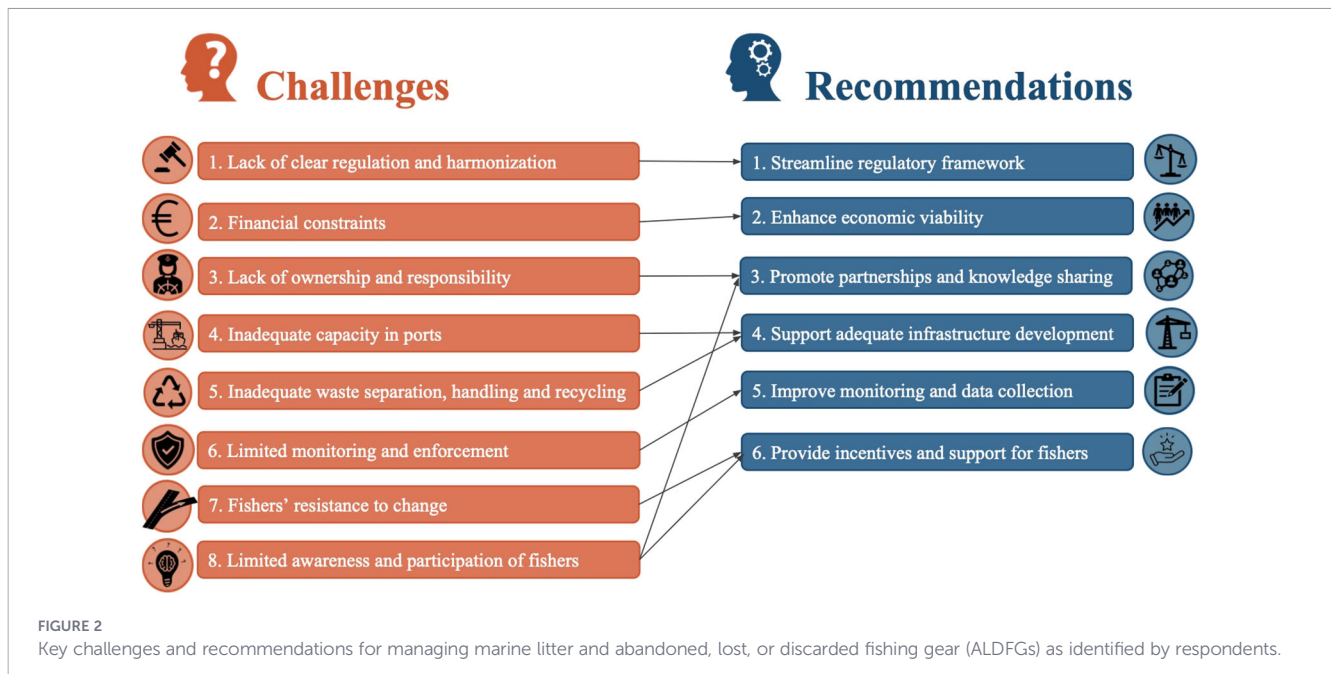 Challenges
Recommendations
1. Lack of clear regulation and harmonization
2. Financial constraints
3. Lack of ownership and responsibility
4. Inadequate capacity in ports
5. Inadequate waste separation, handling and recycling
6. Limited monitoring and enforcement
7. Fishers’ resistance to change
8. Limited awareness and participation of fishers
1. Streamline regulatory framework
2. Enhance economic viability
3. Promote partnerships and knowledge sharing
4. Support adequate infrastructure development
5. Improve monitoring and data collection
6. Provide incentives and support for fishers
FIGURE 2
Key challenges and recommendations for managing marine litter and abandoned, lost, or discarded fishing gear (ALDFGs) as identified by respondents.